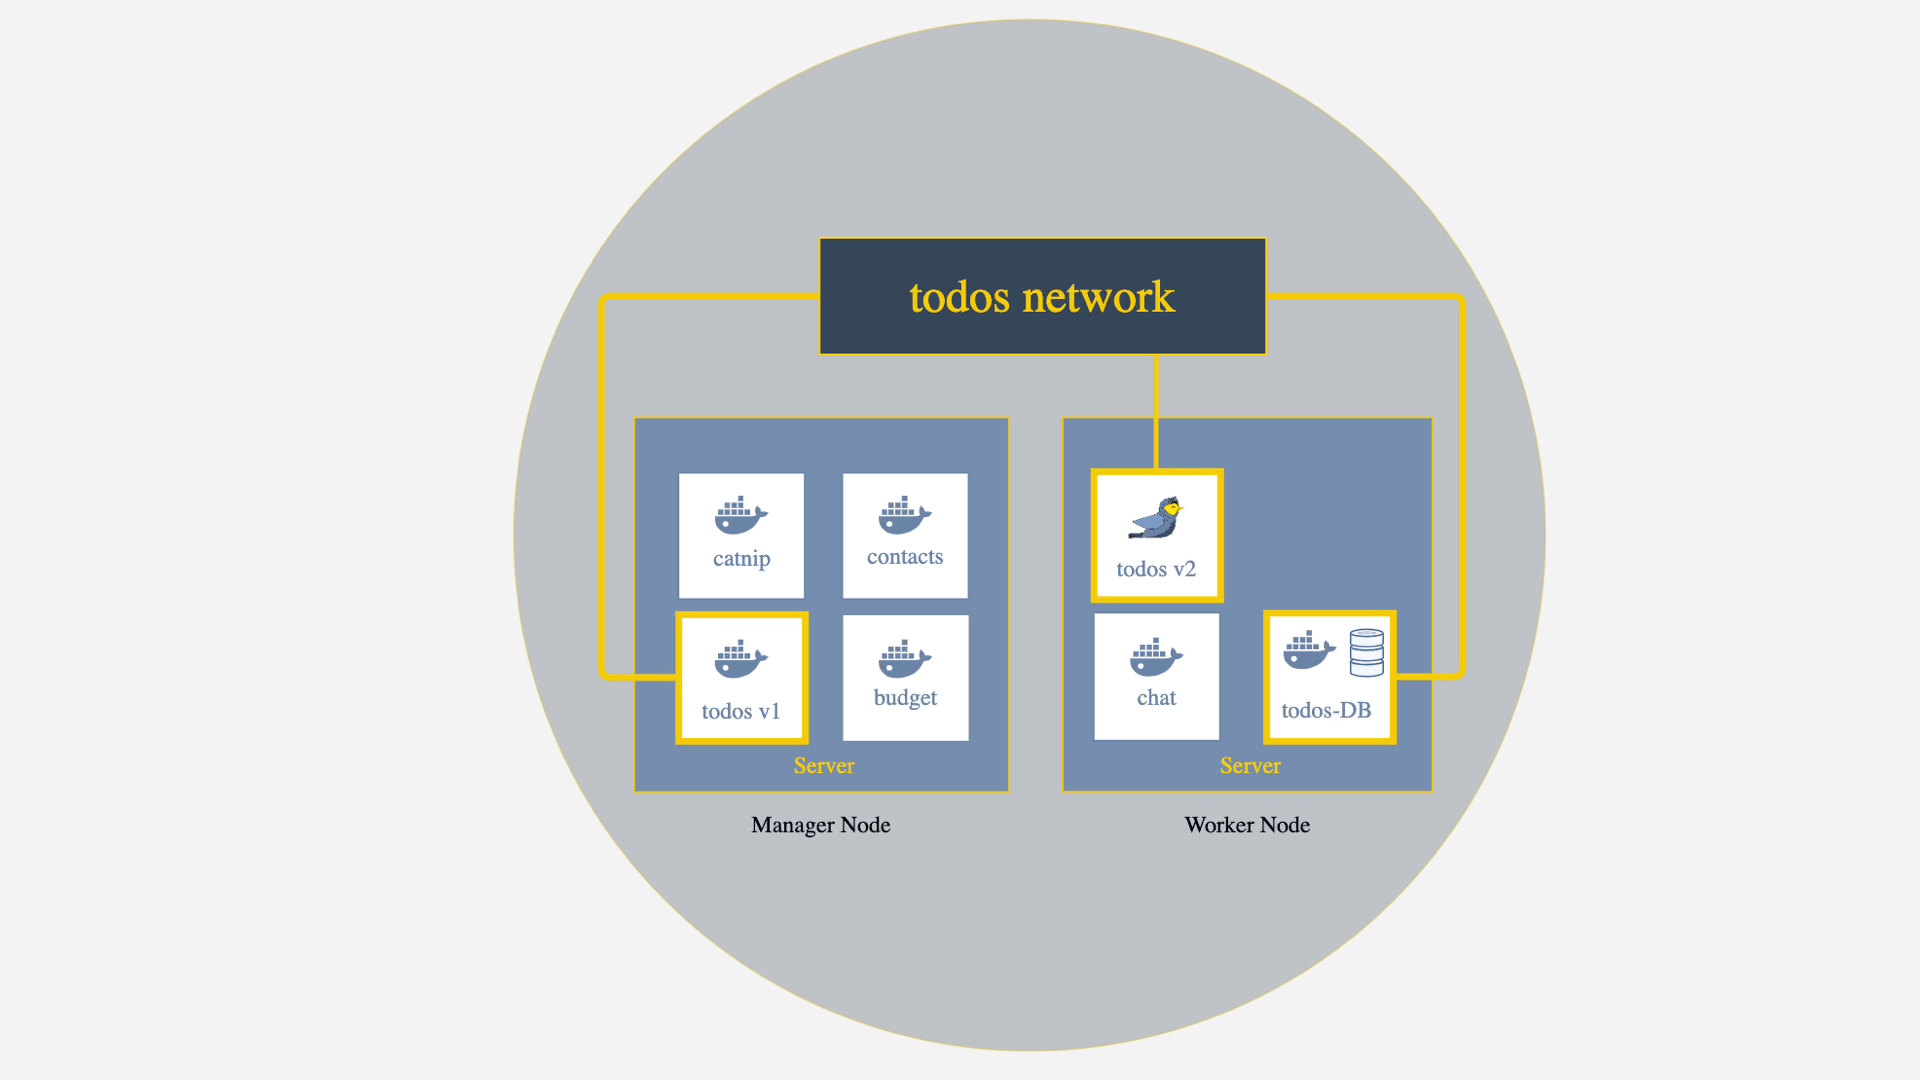 todos network
catnip
contacts
todos v1
budget
Server
Manager Node
todos v2
chat
todos-DB
Server
Worker Node